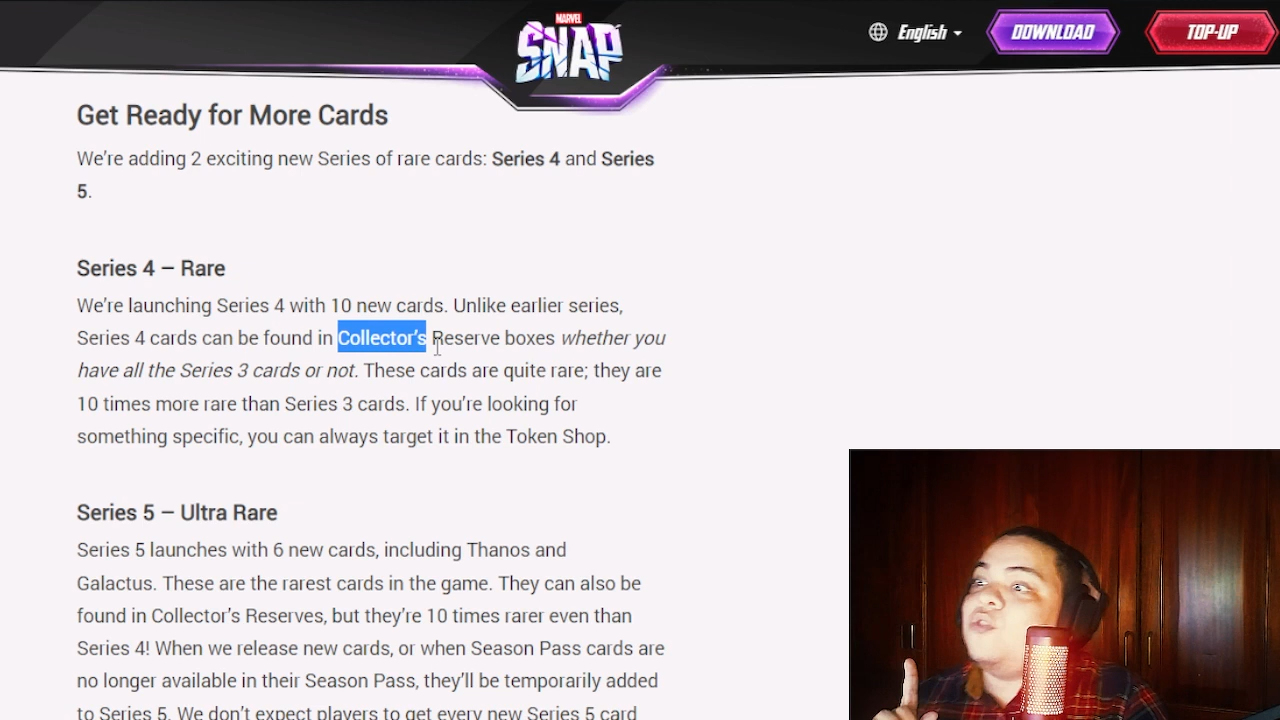 MARVEL
SNAP
English
DOWNLOAD
TOP-UP
Get Ready for More Cards
We’re adding 2 exciting new Series of rare cards: Series 4 and Series
5.
Series 4 – Rare
We’re launching Series 4 with 10 new cards. Unlike earlier series,
Series 4 cards can be found in Collector’s Reserve boxes whether you
have all the Series 3 cards or not. These cards are quite rare; they are
10 times more rare than Series 3 cards. If you’re looking for
something specific, you can always target it in the Token Shop.
Series 5 – Ultra Rare
Series 5 launches with 6 new cards, including Thanos and
Galactus. These are the rarest cards in the game. They can also be
found in Collector’s Reserves, but they’re 10 times rarer even than
Series 4! When we release new cards, or when Season Pass cards are
no longer available in their Season Pass, they’ll be temporarily added
to Series 5. We don’t expect players to get every new Series 5 card